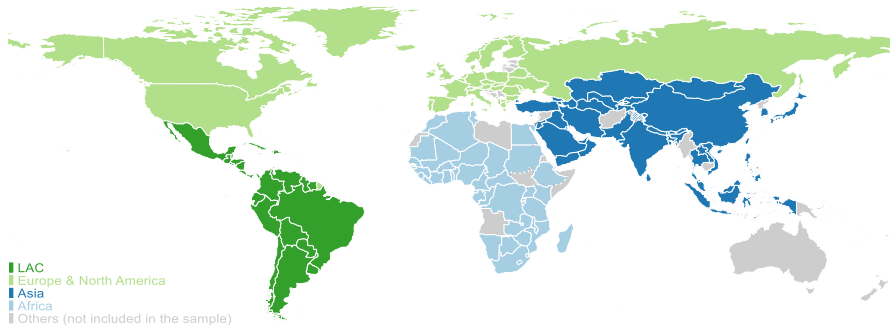 LAC
Europe & North America
Asia
Africa
Others (not included in the sample)